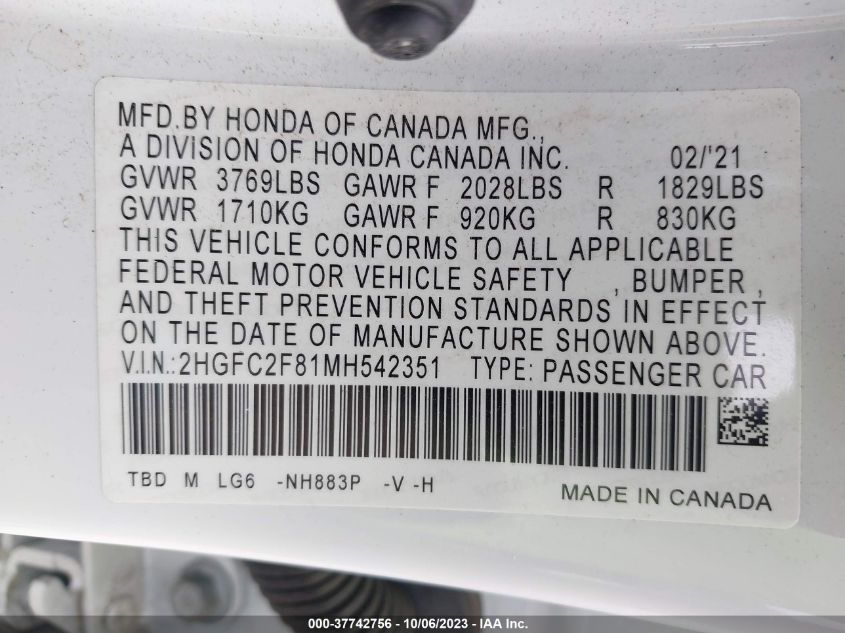 MFD.BY HONDA OF CANADA MFG.,
A DIVISION OF HONDA CANADA INC. 02/'21
GVWR 3769LBS GAWR F 2028LBS R 1829LBS
GVWR 1710KG GAWR F 920KG R 830KG
THIS VEHICLE CONFORMS TO ALL APPLICABLE
FEDERAL MOTOR VEHICLE SAFETY , BUMPER ,
AND THEFT PREVENTION STANDARDS IN EFFECT
ON THE DATE OF MANUFACTURE SHOWN ABOVE.
V.I.N.:2HGFC2F81MH542351 TYPE: PASSENGER CAR
TBD M LG6 -NH883P -V -H
MADE IN CANADA
000-37742756 - 10/06/2023 - IAA Inc.